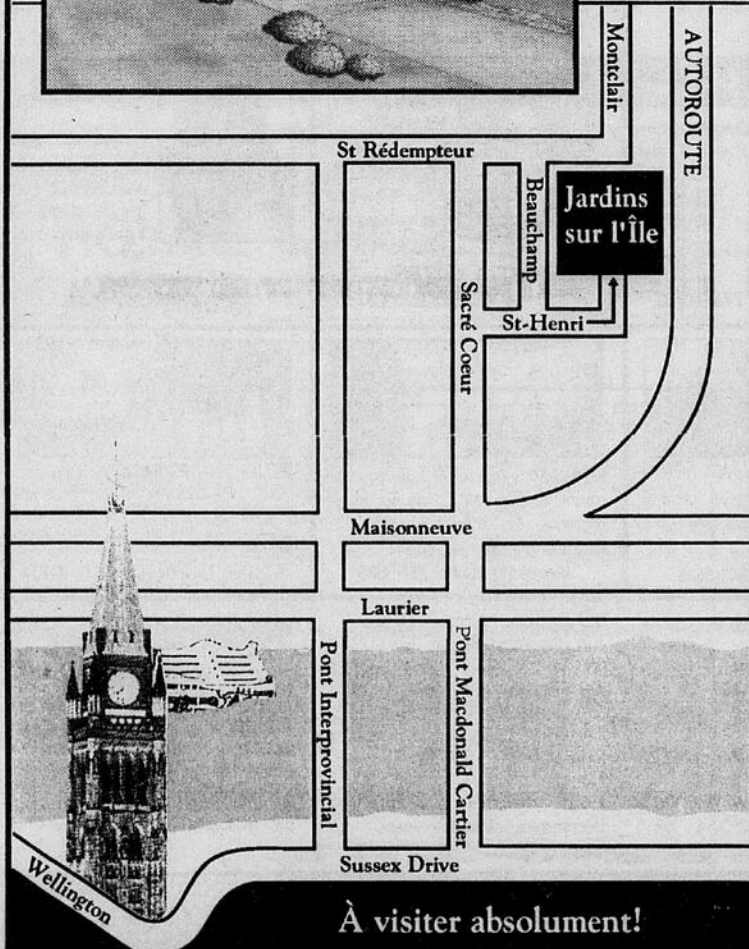 Montclair
AUTOROUTE
St Rédempteur
Beauchamp
Jardins
sur l'Île
Sacré Coeur
St-Henri
Maisonneuve
Laurier
Pont Interprovincial
P'ont Macdonald Cartier
Sussex Drive
Wellington
À visiter absolument!